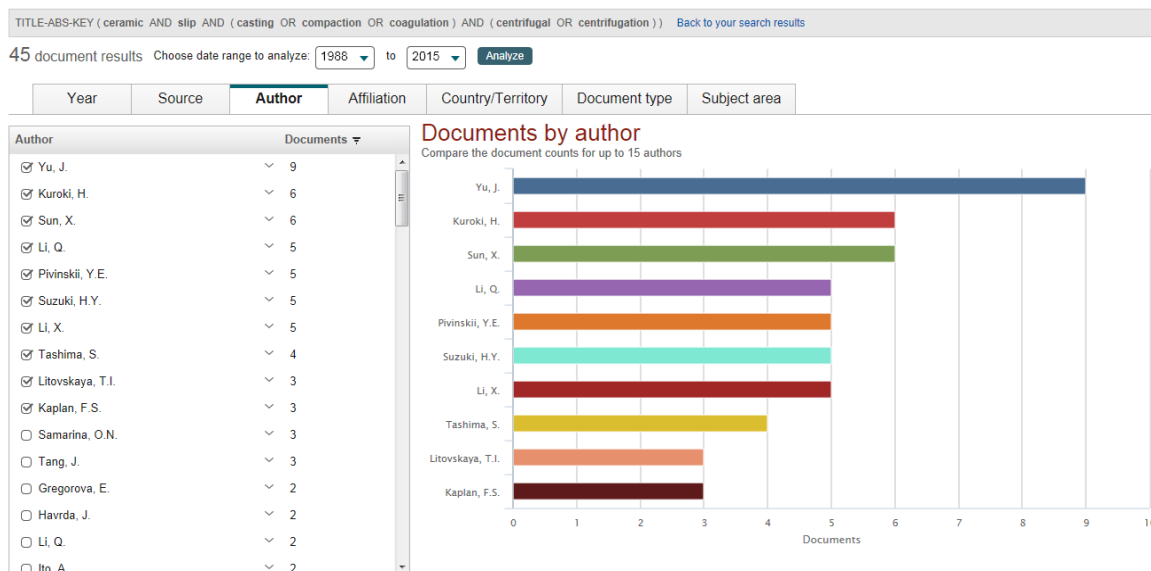 TITLE-ABS-KEY ( ceramic AND slip AND ( casting OR compaction OR coagulation ) AND ( centrifugal OR centrifugation ) ) Back to your search results
45 document results Choose date range to analyze: 1988 to 2015 Analyze
Year Source Author Affiliation Country/Territory Document type Subject area
Author Documents
Yu, J. 9
Kuroki, H. 6
Sun, X. 6
Li, Q. 5
Pivinskii, Y.E. 5
Suzuki, H.Y. 5
Li, X. 5
Tashima, S. 4
Litovskaya, T.I. 3
Kaplan, F.S. 3
Samarina, O.N. 3
Tang, J. 3
Gregorova, E. 2
Havrda, J. 2
Li, Q. 2
Ito, A. 2
Documents by author
Compare the document counts for up to 15 authors
Yu, J.
Kuroki, H.
Sun, X.
Li, Q.
Pivinskii, Y.E.
Suzuki, H.Y.
Li, X.
Tashima, S.
Litovskaya, T.I.
Kaplan, F.S.
0 1 2 3 4 5 6 7 8 9
Documents